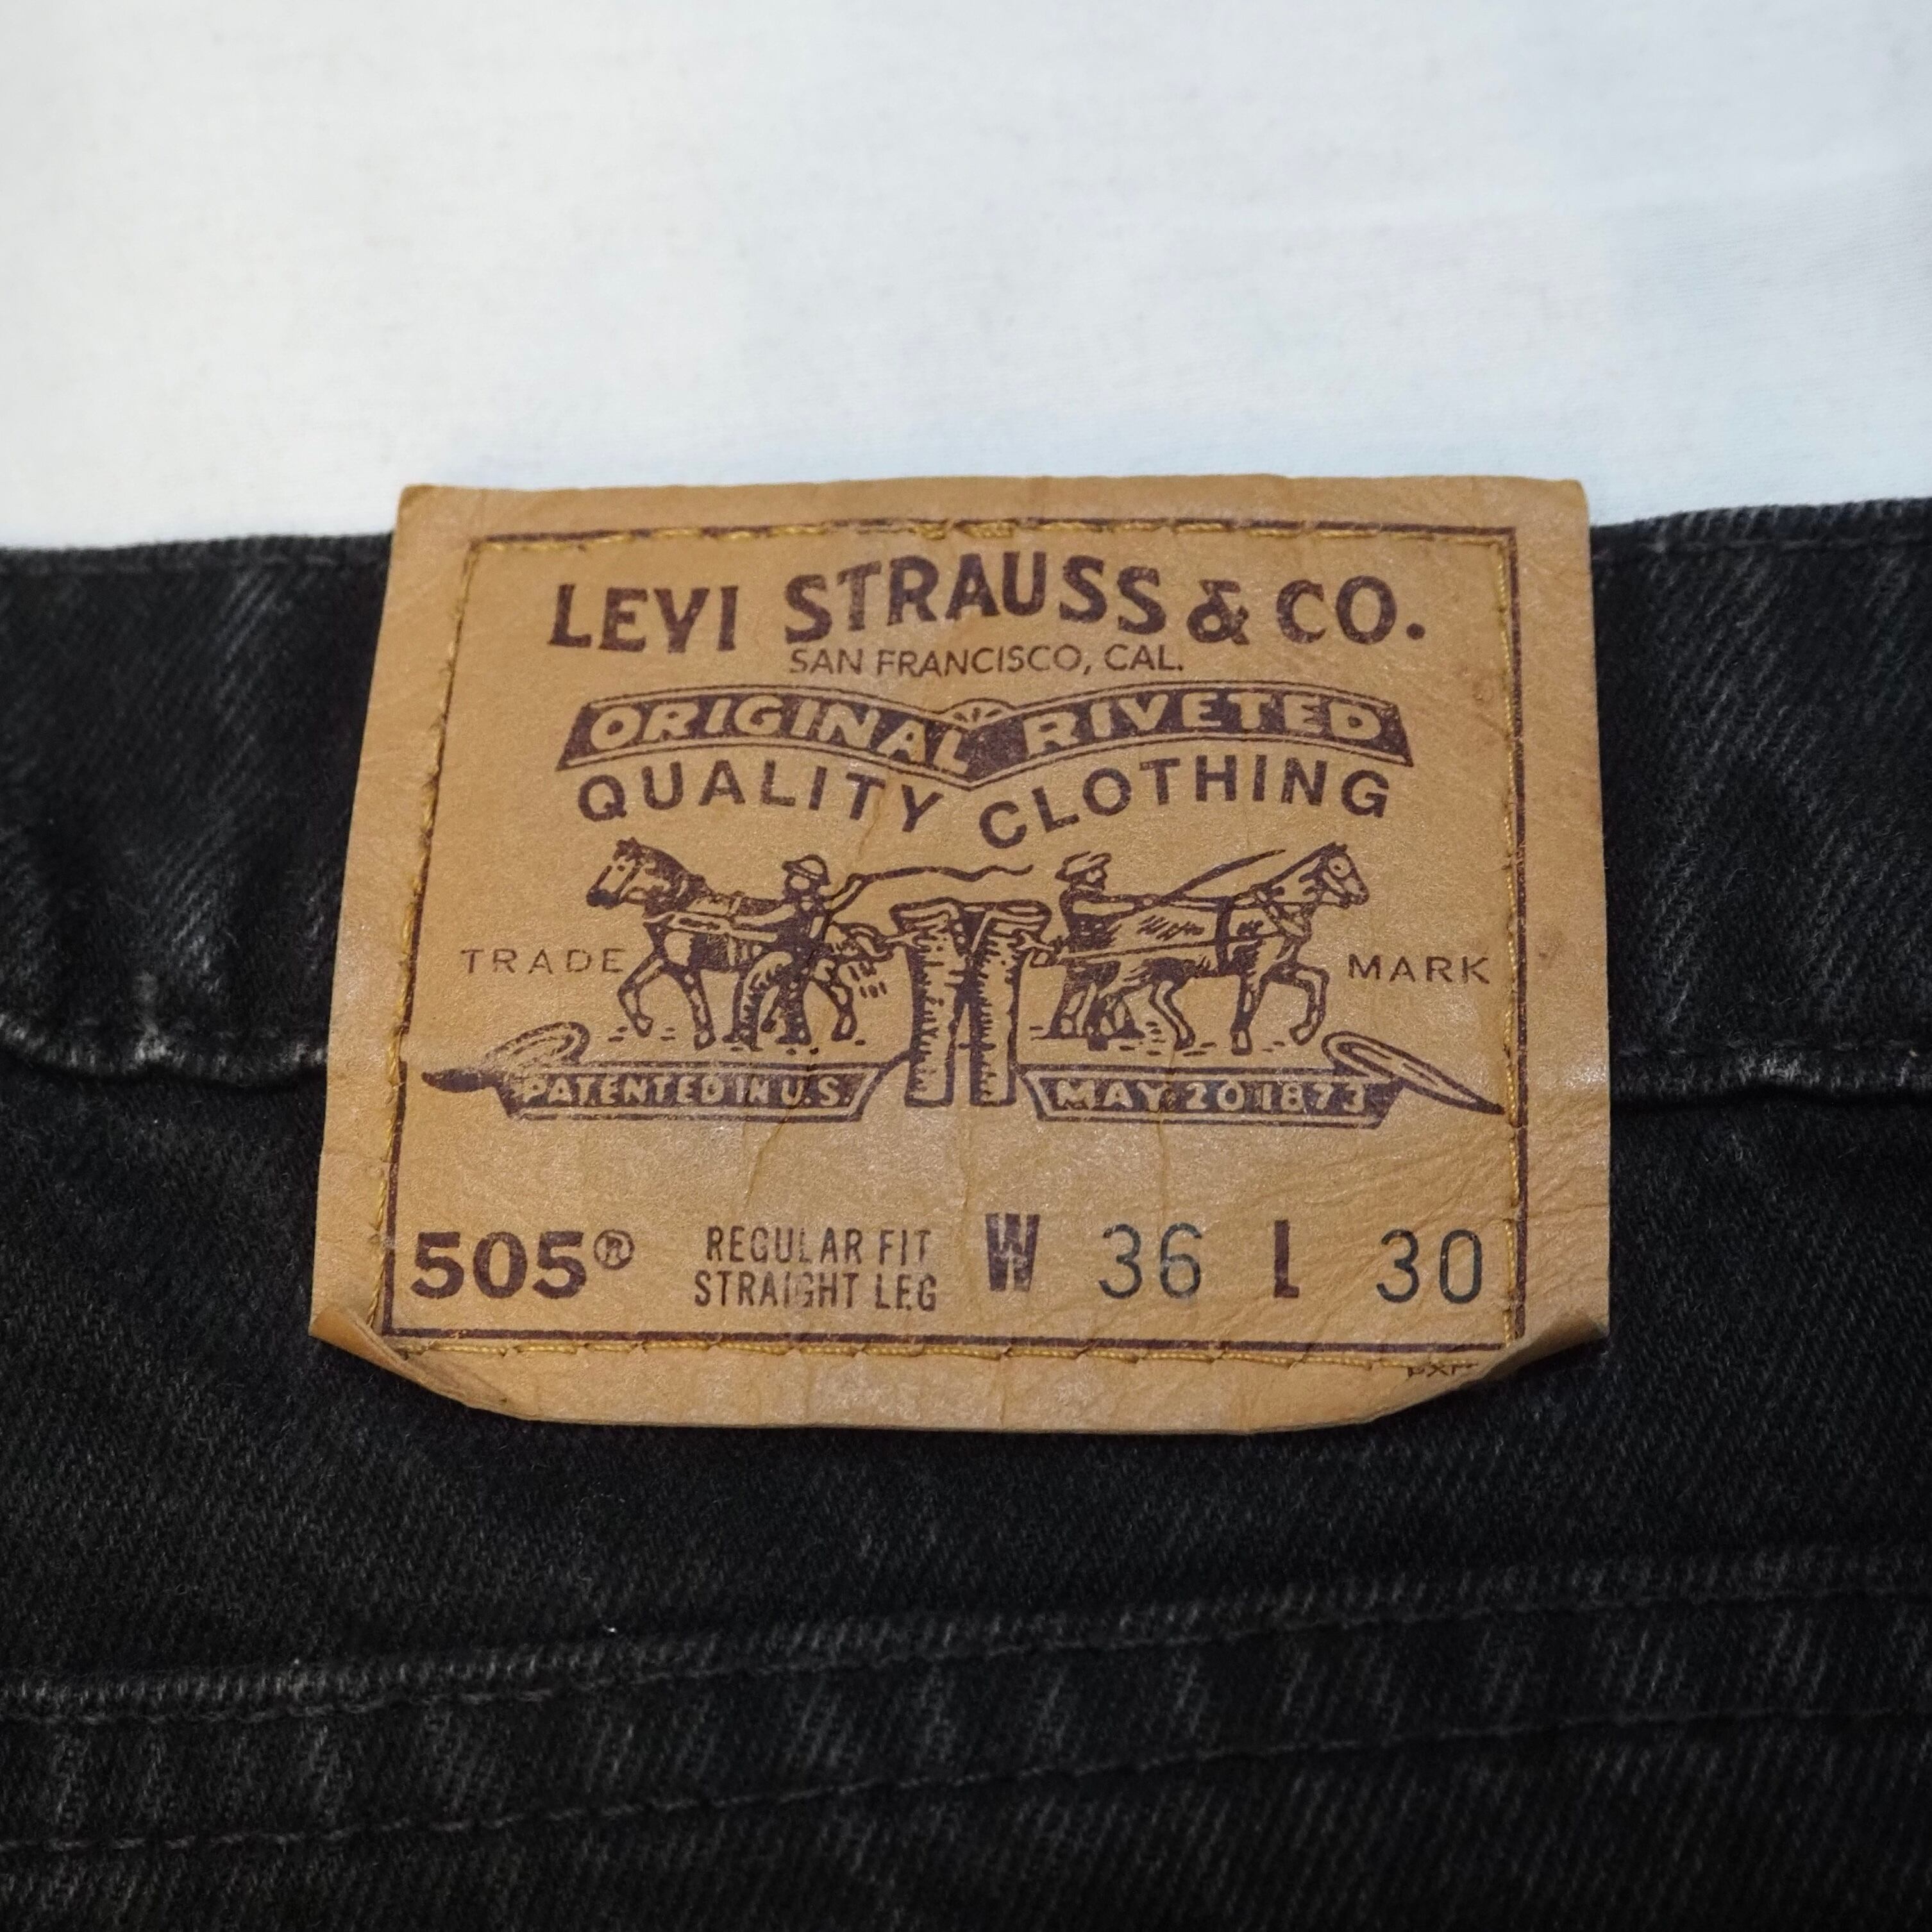 LEVI STRAUSS & CO.
SAN FRANCISCO, CAL.
ORIGINAL RIVETED
QUALITY CLOTHING
TRADE MARK
PATENTED IN U.S. MAY 20 1873
505® REGULAR FIT W 36 L 30
STRAIGHT LEG